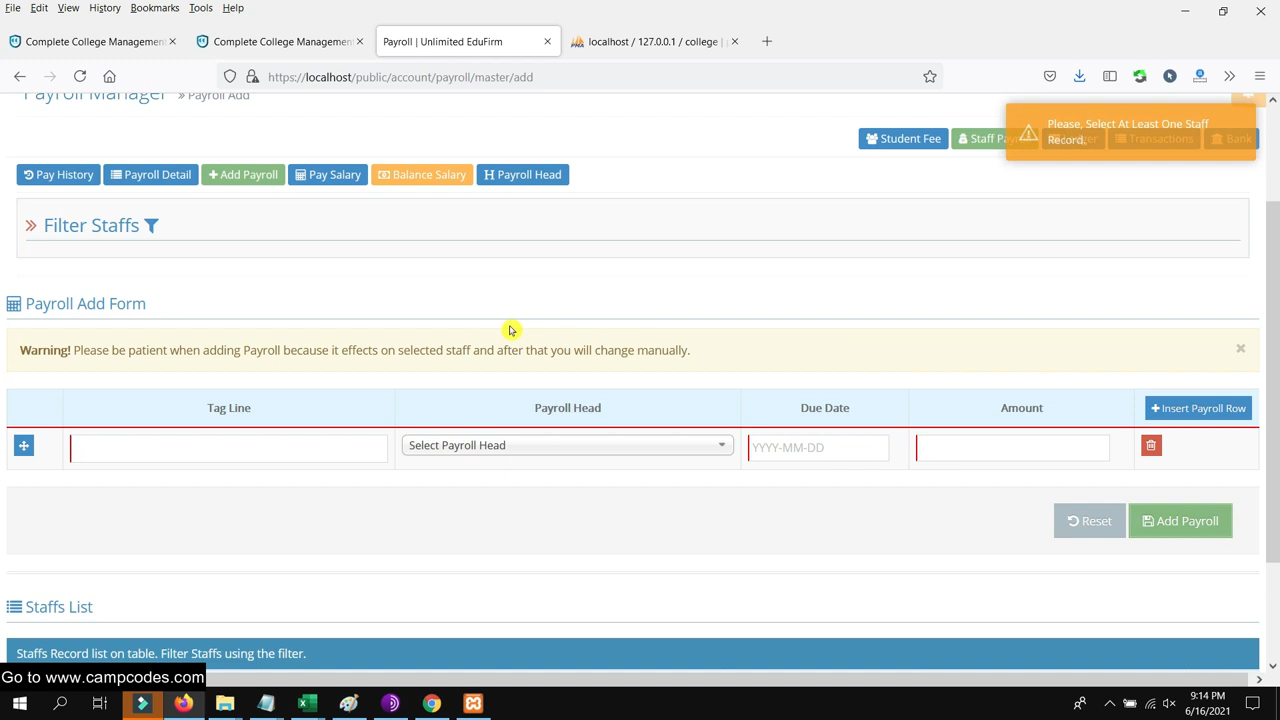 File Edit View History Bookmarks Tools Help
Complete College Management Complete College Management Payroll | Unlimited EduFirm localhost / 127.0.0.1 / college |
https://localhost/public/account/payroll/master/add
Payroll Manager » Payroll Add
Please, Select At Least One Staff
Record.
Student Fee Staff Transactions Bank
Pay History Payroll Detail Add Payroll Pay Salary Balance Salary Payroll Head
Filter Staffs
Payroll Add Form
Warning! Please be patient when adding Payroll because it effects on selected staff and after that you will change manually.
Tag Line Payroll Head Due Date Amount Insert Payroll Row
Select Payroll Head YYYY-MM-DD
Reset Add Payroll
Staffs List
Staffs Record list on table. Filter Staffs using the filter.
Go to www.campcodes.com
9:14 PM
6/16/2021